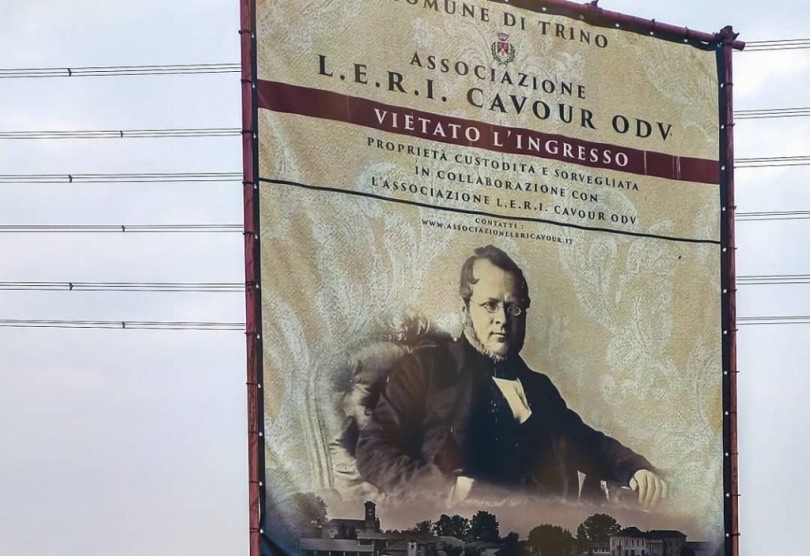 COMUNE DI TRINO
ASSOCIAZIONE
L.E.R.I. CAVOUR ODV
VIETATO L'INGRESSO
PROPRIETÀ CUSTODITA E SORVEGLIATA
IN COLLABORAZIONE CON
L'ASSOCIAZIONE L.E.R.I. CAVOUR ODV
CONTATTI :
WWW.ASSOCIAZIONELERICAVOUR.IT